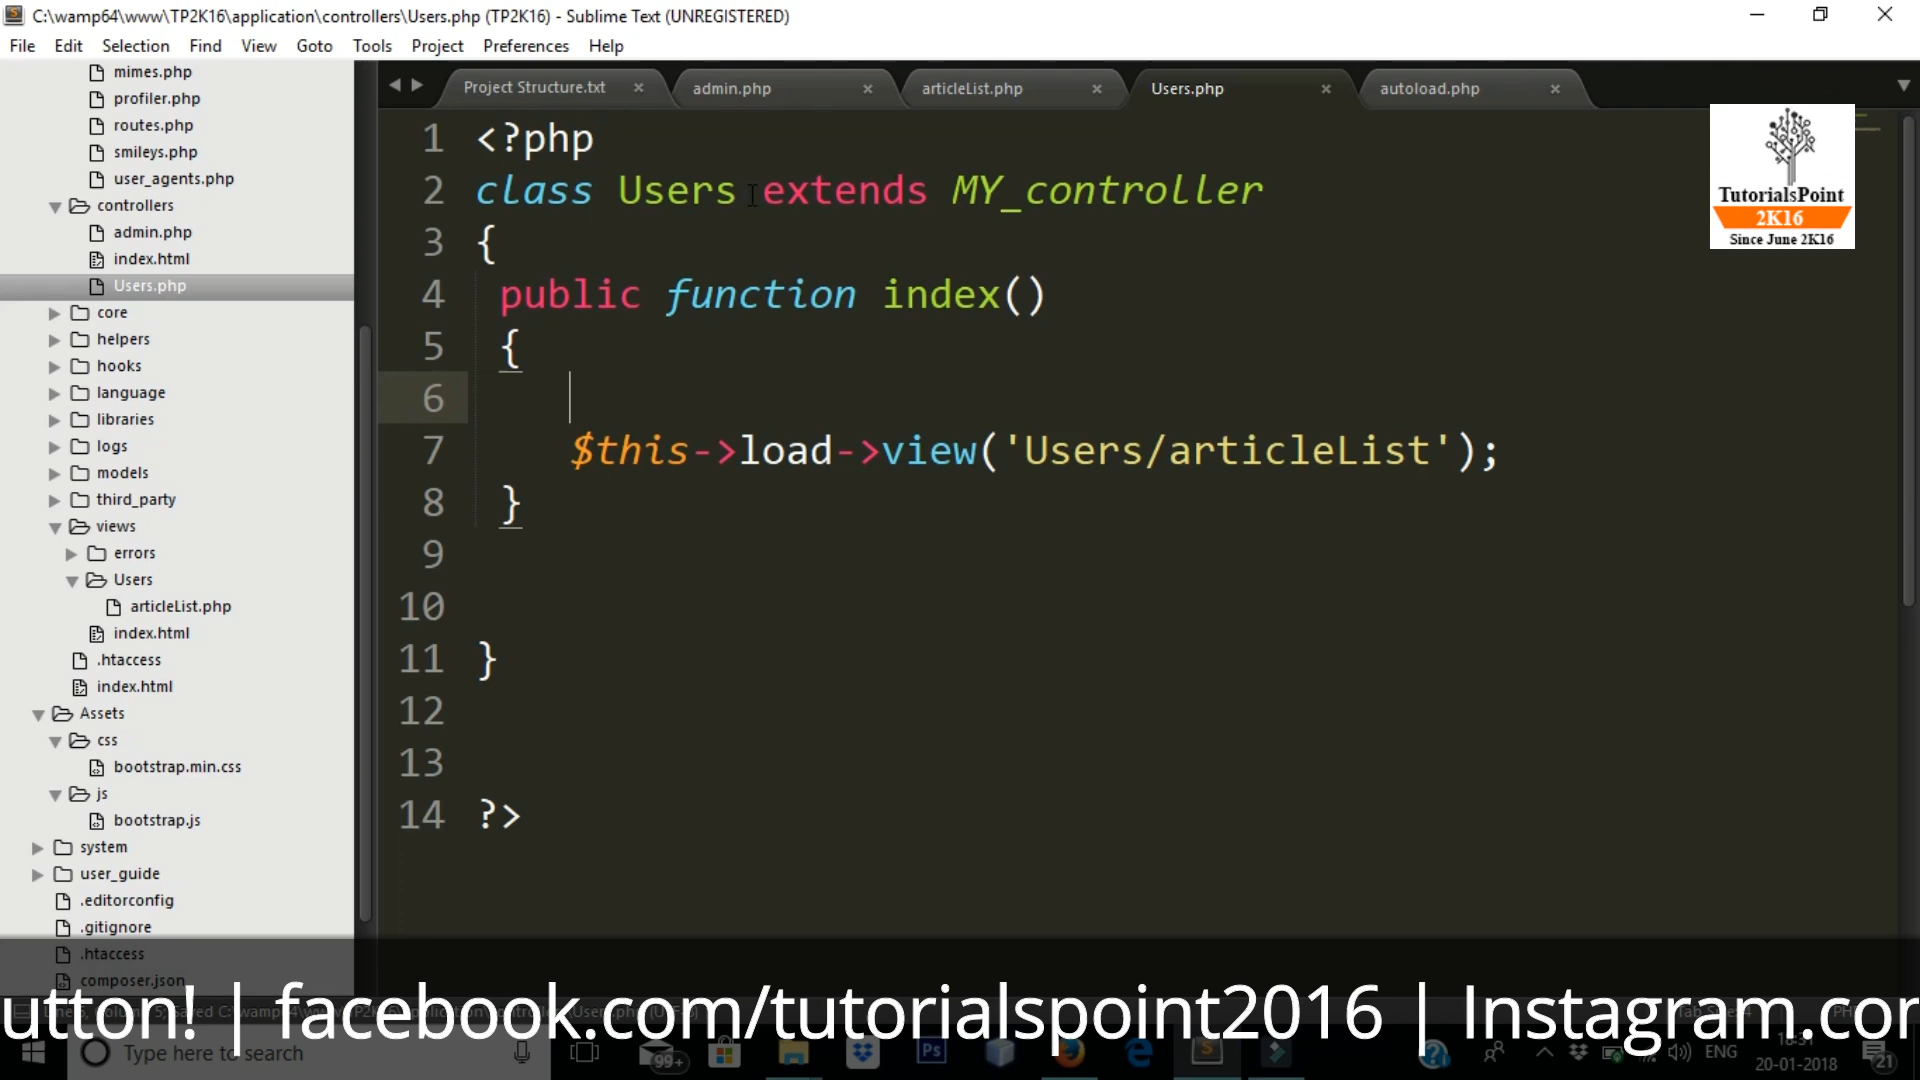 C:\wamp64\www\TP2K16\application\controllers\Users.php (TP2K16) - Sublime Text (UNREGISTERED)
File Edit Selection Find View Goto Tools Project Preferences Help
mimes.php
profiler.php
routes.php
smileys.php
user_agents.php
controllers
admin.php
index.html
Users.php
core
helpers
hooks
language
libraries
logs
models
third_party
views
errors
Users
articleList.php
index.html
.htaccess
index.html
Assets
css
bootstrap.min.css
js
bootstrap.js
system
user_guide
.editorconfig
.gitignore
.htaccess
composer.json
Project Structure.txt admin.php articleList.php Users.php autoload.php
1 <?php
2 class Users extends MY_controller
3 {
4 public function index()
5 {
6
7 $this->load->view('Users/articleList');
8 }
9
10
11 }
12
13
14 ?>
TutorialsPoint
2K16
Since June 2K16
utton! | facebook.com/tutorialspoint2016 | Instagram.com
Type here to search
99+
Ps
ENG
20-01-2018
21